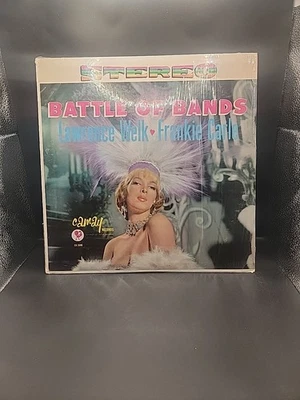 STEREO
BATTLE OF BANDS
Lawrence Welk ♥ Frankie Carle
camay